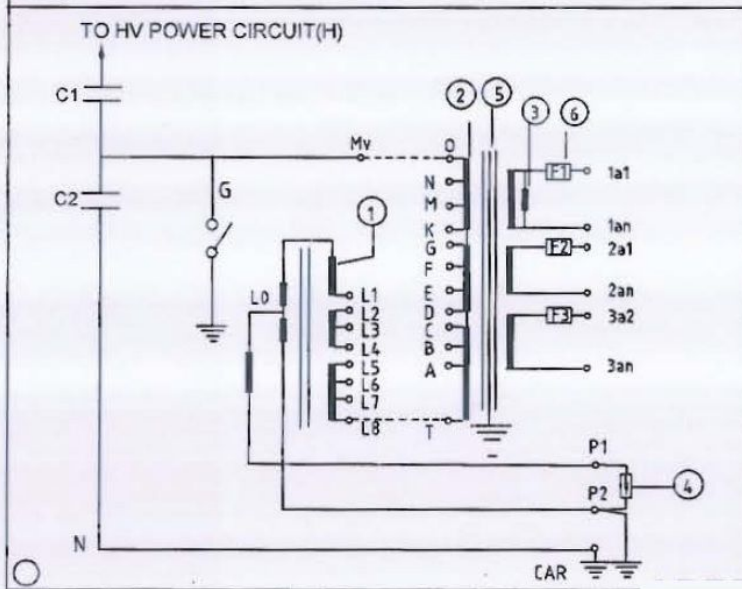 TO HV POWER CIRCUIT(H)
C1
C2
G
Mv
O
N
M
K
G
F
E
D
C
B
A
T
2
5
3
6
1
F1
F2
F3
1a1
1an
2a1
2an
3a2
3an
L0
L1
L2
L3
L4
L5
L6
L7
L8
P1
P2
4
N
CAR